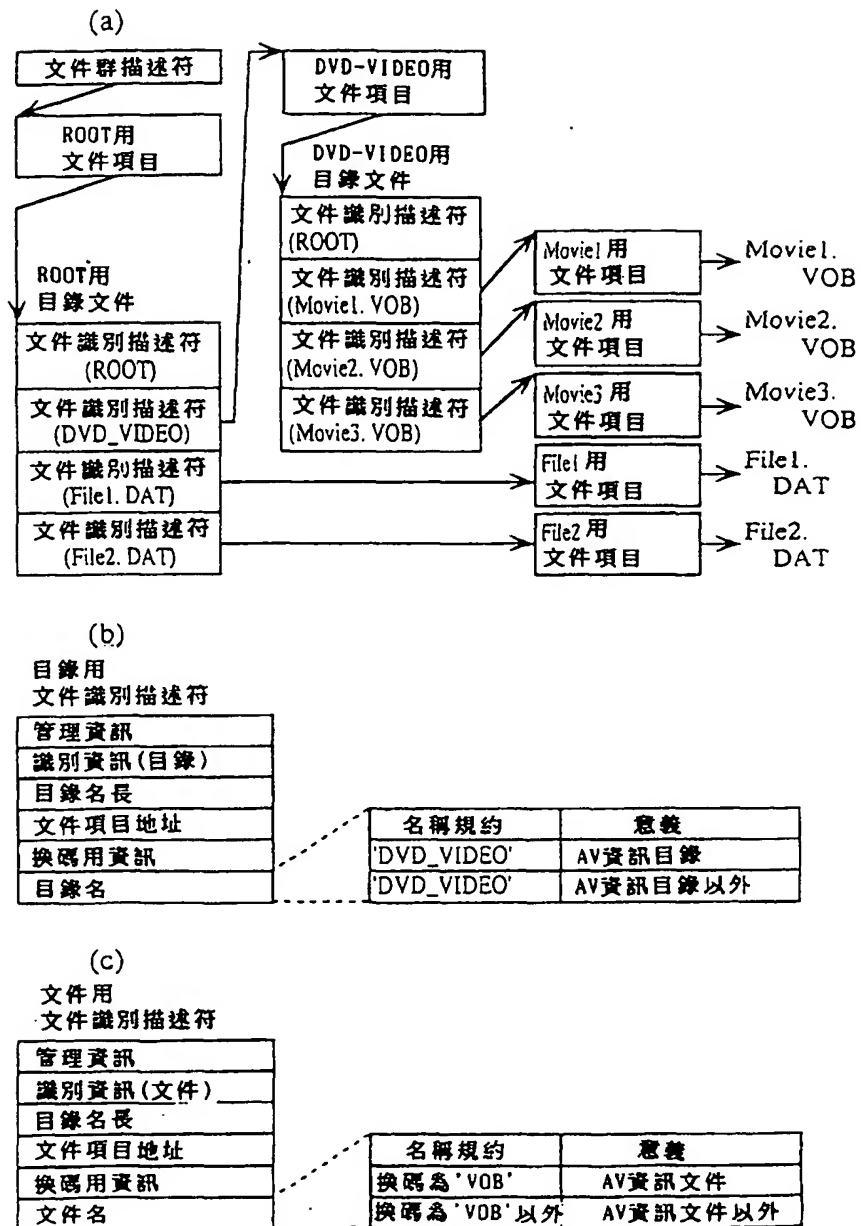 (a)
文件群描述符
ROOT用
文件項目
ROOT用
目錄文件
文件識別描述符
(ROOT)
文件識別描述符
(DVD_VIDEO)
文件識別描述符
(File1. DAT)
文件識別描述符
(File2. DAT)
DVD-VIDEO用
文件項目
DVD-VIDEO用
目錄文件
文件識別描述符
(ROOT)
文件識別描述符
(Movie1. VOB)
文件識別描述符
(Movie2. VOB)
文件識別描述符
(Movie3. VOB)
Movie1 用
文件項目
Movie1.
VOB
Movie2 用
文件項目
Movie2.
VOB
Movie3 用
文件項目
Movie3.
VOB
File1 用
文件項目
File1.
DAT
File2 用
文件項目
File2.
DAT
(b)
目錄用
文件識別描述符
管理資訊
識別資訊(目錄)
目錄名長
文件項目地址
換碼用資訊
目錄名
名稱規約 意義
'DVD_VIDEO' AV資訊目錄
'DVD_VIDEO' AV資訊目錄以外
(c)
文件用
文件識別描述符
管理資訊
識別資訊(文件)
目錄名長
文件項目地址
換碼用資訊
文件名
名稱規約 意義
換碼為'VOB' AV資訊文件
換碼為'VOB'以外 AV資訊文件以外